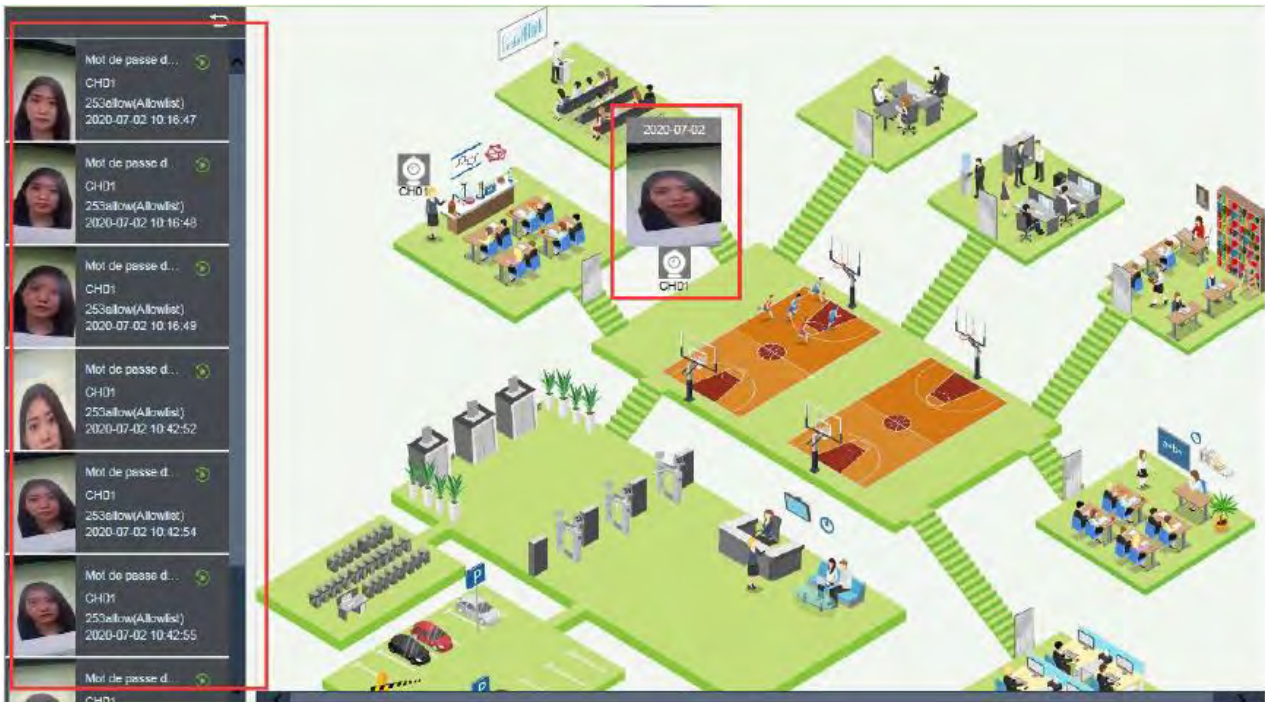 Mot de passe d...
CH01
253allow(Allowlist)
2020-07-02 10:16:47
Mot de passe d
CH01
253allow(Allowlist)
2020-07-02 10:16:48
Mot de passe d...
CH01
253allow(Allowlist)
2020-07-02 10:16:49
Mot de passe d...
CH01
253allow(Allowlist)
2020-07-02 10:42:52
Mot de passe d...
CH01
253allow(Allowlist)
2020-07-02 10:42:54
Mot de passe d...
CH01
253allow(Allowlist)
2020-07-02 10:42:55
Mot de passe d...
CH01
2020-07-02
CH01
CH01
a+b=
P
P